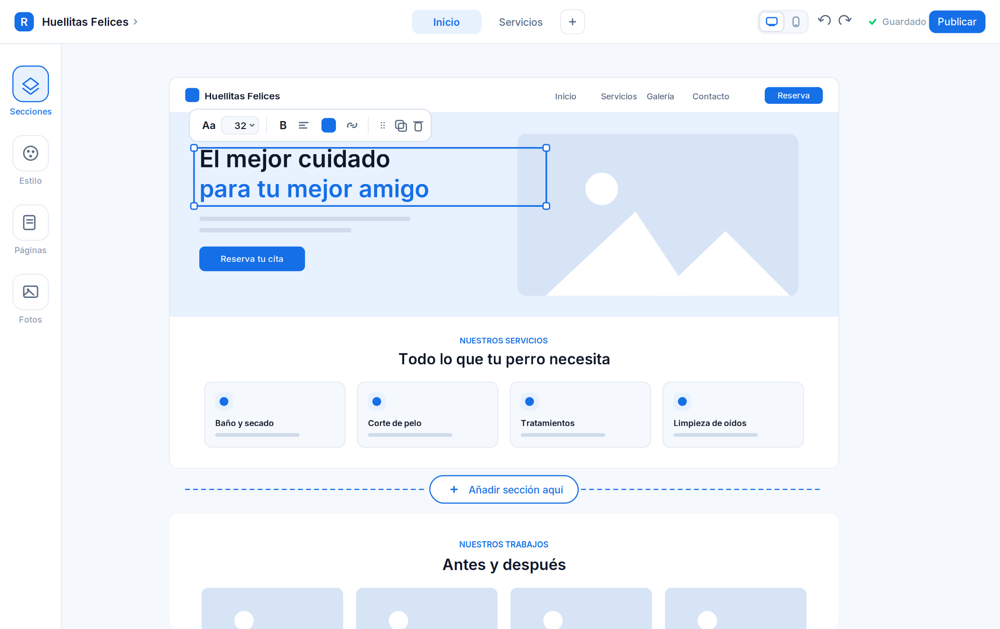 R
Huellitas Felices
Inicio
Servicios
Guardado
Publicar
Secciones
Estilo
Páginas
Fotos
Huellitas Felices
Inicio
Servicios
Galería
Contacto
Reserva
Aa
32
B
El mejor cuidado
para tu mejor amigo
Reserva tu cita
NUESTROS SERVICIOS
Todo lo que tu perro necesita
Baño y secado
Corte de pelo
Tratamientos
Limpieza de oídos
+ Añadir sección aquí
NUESTROS TRABAJOS
Antes y después